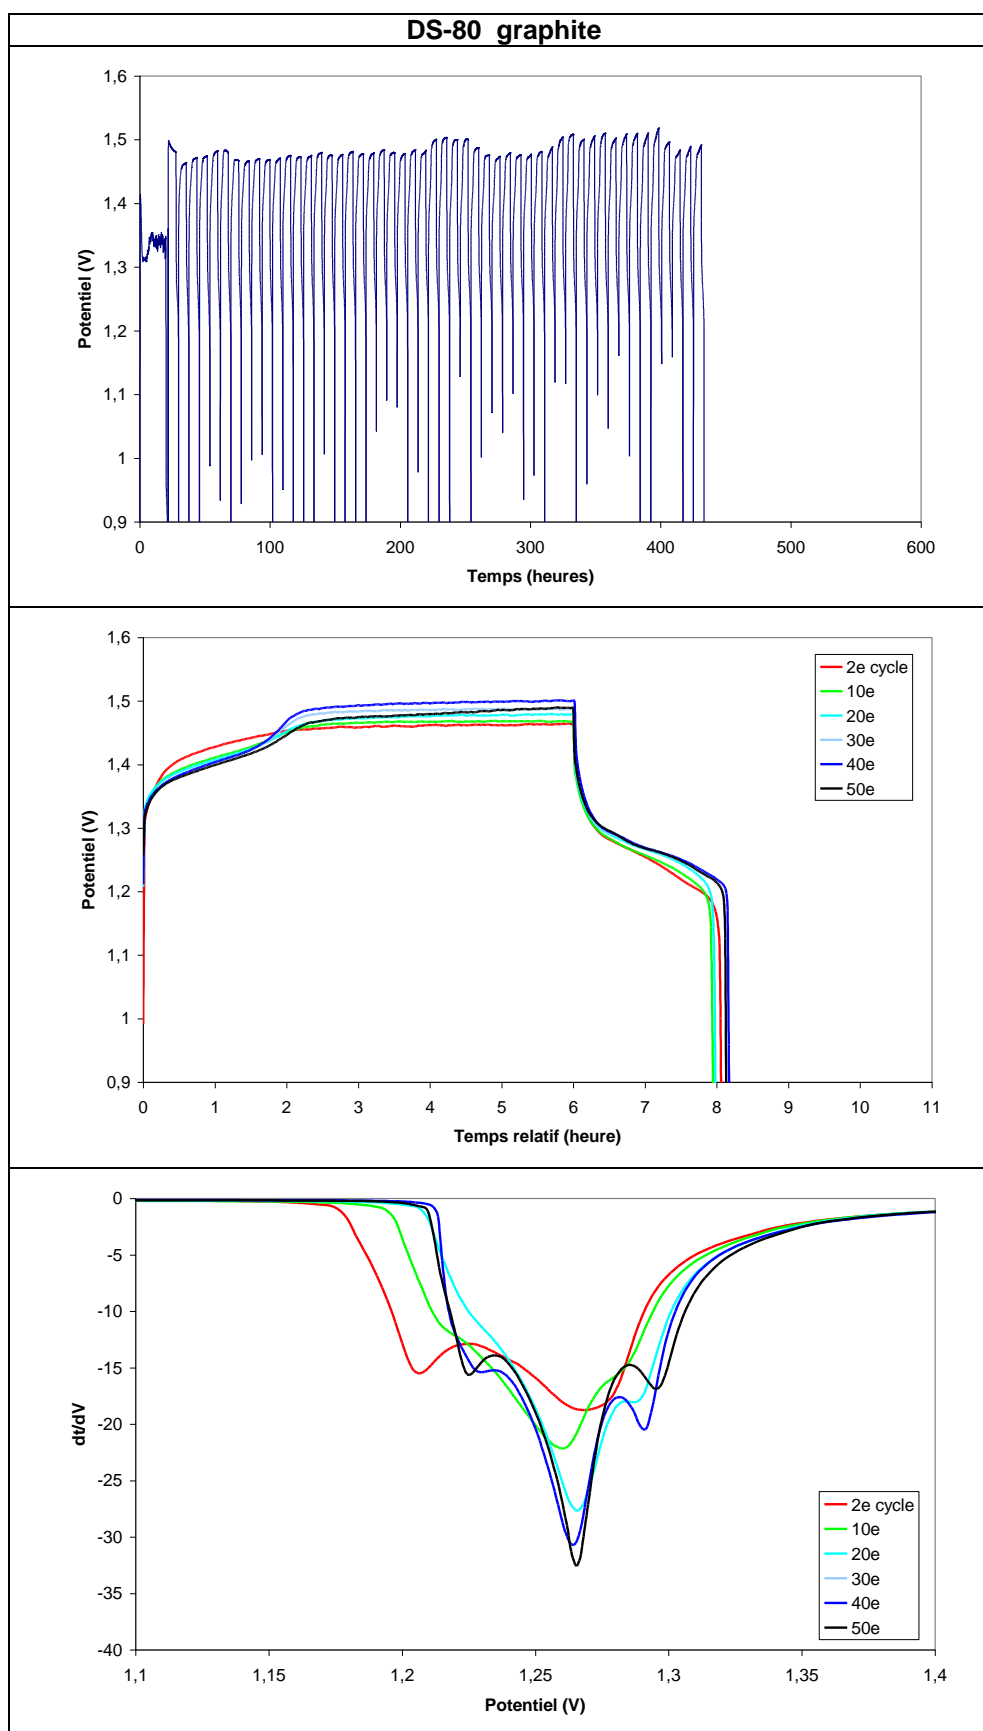 DS-80 graphite
1,6
1,5
1,4
1,3
1,2
1,1
1
0,9
Potentiel (V)
0
100
200
300
400
500
600
Temps (heures)
1,6
1,5
1,4
1,3
1,2
1,1
1
0,9
Potentiel (V)
2e cycle
10e
20e
30e
40e
50e
0
1
2
3
4
5
6
7
8
9
10
11
Temps relatif (heure)
0
-5
-10
-15
-20
-25
-30
-35
-40
dt/dV
2e cycle
10e
20e
30e
40e
50e
1,1
1,15
1,2
1,25
1,3
1,35
1,4
Potentiel (V)